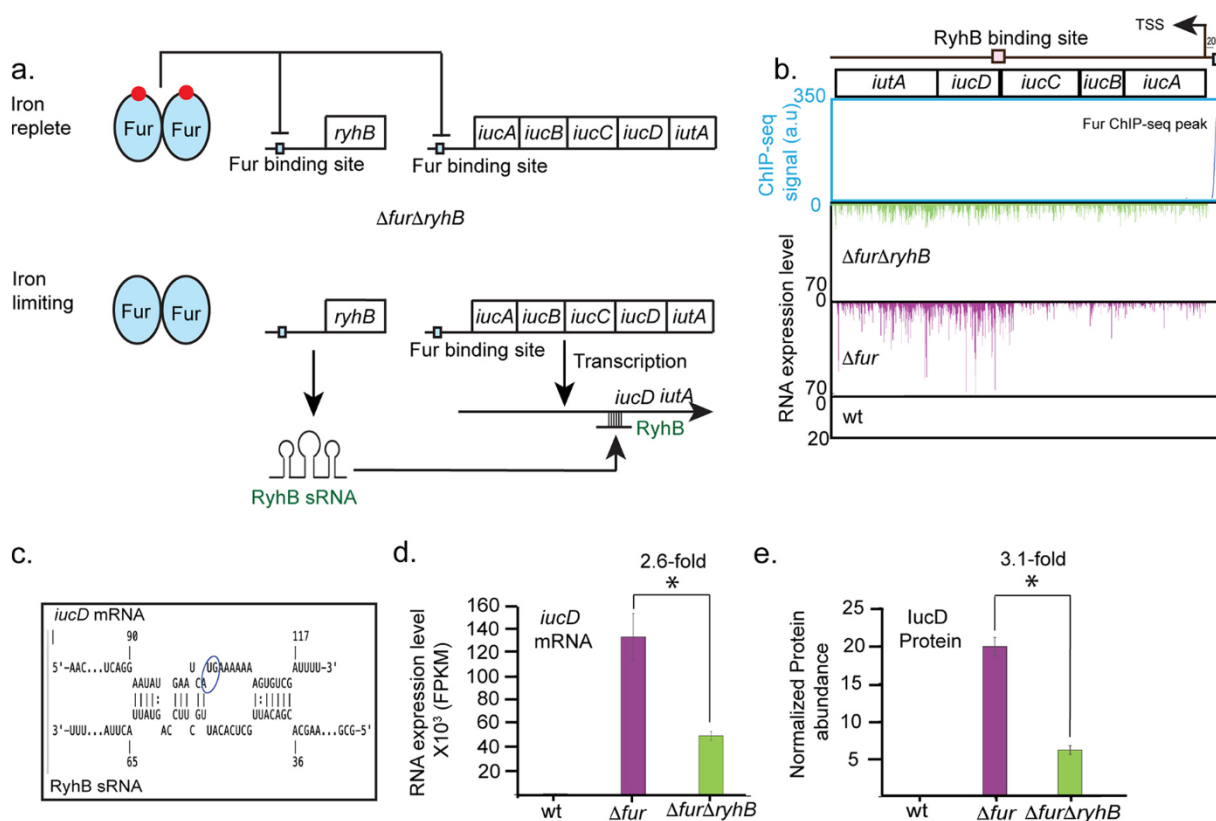 a.
Iron
replete
Fur Fur
ryhB
iucA iucB iucC iucD iutA
Fur binding site
Fur binding site
ΔfurΔryhB
Iron
limiting
Fur Fur
ryhB
iucA iucB iucC iucD iutA
Fur binding site
Transcription
iucD iutA
RyhB
RyhB sRNA
b.
TSS
RyhB binding site
20
iutA iucD iucC iucB iucA
350
ChIP-seq
signal (a.u)
Fur ChIP-seq peak
0
RNA expression level
ΔfurΔryhB
70
0
Δfur
70
0
wt
20
c.
iucD mRNA
90 117
5'-AAC...UCAGG U UGAAAAAA AUUUU-3'
AAUAU GAA CA AGUGUCG
UUAUG CUU GU UUACAGC
3'-UUU...AUUCA AC C UACACUCG ACGAA...GCG-5'
65 36
RyhB sRNA
d.
2.6-fold
*
iucD
mRNA
RNA expression level
X10³ (FPKM)
160
140
120
100
80
60
40
20
wt Δfur ΔfurΔryhB
e.
3.1-fold
*
IucD
Protein
Normalized Protein
abundance
25
20
15
10
5
wt Δfur ΔfurΔryhB